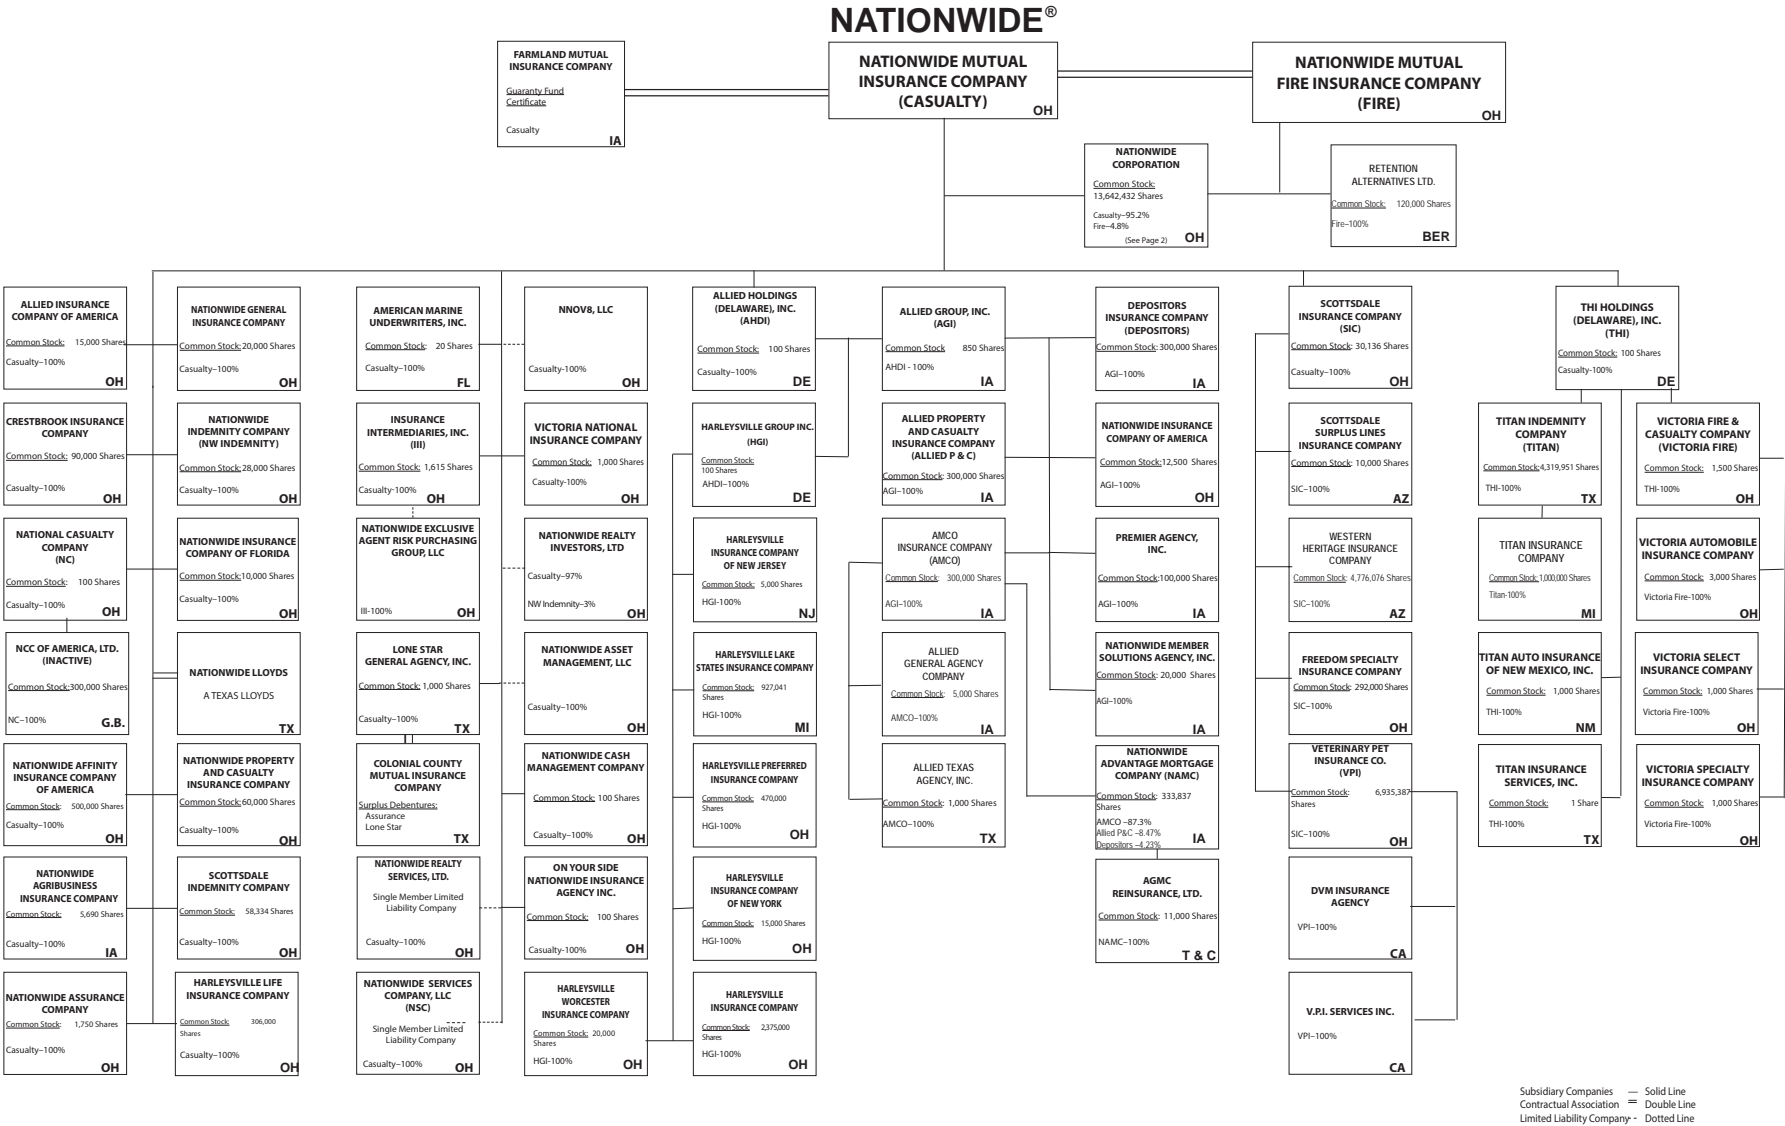 NATIONWIDE®
FARMLAND MUTUAL
INSURANCE COMPANY
Guaranty Fund
Certificate
Casualty
IA
NATIONWIDE MUTUAL
INSURANCE COMPANY
(CASUALTY)
OH
NATIONWIDE MUTUAL
FIRE INSURANCE COMPANY
(FIRE)
OH
NATIONWIDE
CORPORATION
Common Stock:
13,642,432 Shares
Casualty–95.2%
Fire–4.8%
(See Page 2)
OH
RETENTION
ALTERNATIVES LTD.
Common Stock: 120,000 Shares
Fire–100%
BER
ALLIED INSURANCE
COMPANY OF AMERICA
Common Stock: 15,000 Shares
Casualty–100%
OH
NATIONWIDE GENERAL
INSURANCE COMPANY
Common Stock: 20,000 Shares
Casualty–100%
OH
AMERICAN MARINE
UNDERWRITERS, INC.
Common Stock: 20 Shares
Casualty–100%
FL
NNOV8, LLC
Casualty-100%
OH
ALLIED HOLDINGS
(DELAWARE), INC.
(AHDI)
Common Stock: 100 Shares
Casualty–100%
DE
ALLIED GROUP, INC.
(AGI)
Common Stock 850 Shares
AHDI - 100%
IA
DEPOSITORS
INSURANCE COMPANY
(DEPOSITORS)
Common Stock: 300,000 Shares
AGI–100%
IA
SCOTTSDALE
INSURANCE COMPANY
(SIC)
Common Stock: 30,136 Shares
Casualty–100%
OH
THI HOLDINGS
(DELAWARE), INC.
(THI)
Common Stock: 100 Shares
Casualty-100%
DE
CRESTBROOK INSURANCE
COMPANY
Common Stock: 90,000 Shares
Casualty–100%
OH
NATIONWIDE
INDEMNITY COMPANY
(NW INDEMNITY)
Common Stock: 28,000 Shares
Casualty–100%
OH
INSURANCE
INTERMEDIARIES, INC.
(III)
Common Stock: 1,615 Shares
Casualty-100%
OH
VICTORIA NATIONAL
INSURANCE COMPANY
Common Stock: 1,000 Shares
Casualty-100%
OH
HARLEYSVILLE GROUP INC.
(HGI)
Common Stock:
100 Shares
AHDI–100%
DE
ALLIED PROPERTY
AND CASUALTY
INSURANCE COMPANY
(ALLIED P & C)
Common Stock: 300,000 Shares
AGI–100%
IA
NATIONWIDE INSURANCE
COMPANY OF AMERICA
Common Stock: 12,500 Shares
AGI–100%
OH
SCOTTSDALE
SURPLUS LINES
INSURANCE COMPANY
Common Stock: 10,000 Shares
SIC–100%
AZ
TITAN INDEMNITY
COMPANY
(TITAN)
Common Stock: 4,319,951 Shares
THI-100%
TX
VICTORIA FIRE &
CASUALTY COMPANY
(VICTORIA FIRE)
Common Stock: 1,500 Shares
THI-100%
OH
NATIONAL CASUALTY
COMPANY
(NC)
Common Stock: 100 Shares
Casualty–100%
OH
NATIONWIDE INSURANCE
COMPANY OF FLORIDA
Common Stock: 10,000 Shares
Casualty–100%
OH
NATIONWIDE EXCLUSIVE
AGENT RISK PURCHASING
GROUP, LLC
III-100%
OH
NATIONWIDE REALTY
INVESTORS, LTD
Casualty–97%
NW Indemnity–3%
OH
HARLEYSVILLE
INSURANCE COMPANY
OF NEW JERSEY
Common Stock: 5,000 Shares
HGI-100%
NJ
AMCO
INSURANCE COMPANY
(AMCO)
Common Stock: 300,000 Shares
AGI–100%
IA
PREMIER AGENCY,
INC.
Common Stock: 100,000 Shares
AGI–100%
IA
WESTERN
HERITAGE INSURANCE
COMPANY
Common Stock: 4,776,076 Shares
SIC–100%
AZ
TITAN INSURANCE
COMPANY
Common Stock: 1,000,000 Shares
Titan-100%
MI
VICTORIA AUTOMOBILE
INSURANCE COMPANY
Common Stock: 3,000 Shares
Victoria Fire-100%
OH
NCC OF AMERICA, LTD.
(INACTIVE)
Common Stock: 300,000 Shares
NC–100%
G.B.
NATIONWIDE LLOYDS
A TEXAS LLOYDS
TX
LONE STAR
GENERAL AGENCY, INC.
Common Stock: 1,000 Shares
Casualty–100%
TX
NATIONWIDE ASSET
MANAGEMENT, LLC
Casualty–100%
OH
HARLEYSVILLE LAKE
STATES INSURANCE COMPANY
Common Stock: 927,041
Shares
HGI-100%
MI
ALLIED
GENERAL AGENCY
COMPANY
Common Stock: 5,000 Shares
AMCO–100%
IA
NATIONWIDE MEMBER
SOLUTIONS AGENCY, INC.
Common Stock: 20,000 Shares
AGI–100%
IA
FREEDOM SPECIALTY
INSURANCE COMPANY
Common Stock: 292,000 Shares
SIC–100%
OH
TITAN AUTO INSURANCE
OF NEW MEXICO, INC.
Common Stock: 1,000 Shares
THI-100%
NM
VICTORIA SELECT
INSURANCE COMPANY
Common Stock: 1,000 Shares
Victoria Fire-100%
OH
NATIONWIDE AFFINITY
INSURANCE COMPANY
OF AMERICA
Common Stock: 500,000 Shares
Casualty–100%
OH
NATIONWIDE PROPERTY
AND CASUALTY
INSURANCE COMPANY
Common Stock: 60,000 Shares
Casualty–100%
OH
COLONIAL COUNTY
MUTUAL INSURANCE
COMPANY
Surplus Debentures:
Assurance
Lone Star
TX
NATIONWIDE CASH
MANAGEMENT COMPANY
Common Stock: 100 Shares
Casualty–100%
OH
HARLEYSVILLE PREFERRED
INSURANCE COMPANY
Common Stock: 470,000
Shares
HGI-100%
OH
ALLIED TEXAS
AGENCY, INC.
Common Stock: 1,000 Shares
AMCO–100%
TX
NATIONWIDE
ADVANTAGE MORTGAGE
COMPANY (NAMC)
Common Stock: 333,837
Shares
AMCO –87.3%
Allied P&C –8.47%
Depositors –4.23%
IA
VETERINARY PET
INSURANCE CO.
(VPI)
Common Stock: 6,935,387
Shares
SIC–100%
OH
TITAN INSURANCE
SERVICES, INC.
Common Stock: 1 Share
THI-100%
TX
VICTORIA SPECIALTY
INSURANCE COMPANY
Common Stock: 1,000 Shares
Victoria Fire-100%
OH
NATIONWIDE
AGRIBUSINESS
INSURANCE COMPANY
Common Stock: 5,690 Shares
Casualty–100%
IA
SCOTTSDALE
INDEMNITY COMPANY
Common Stock: 58,334 Shares
Casualty–100%
OH
NATIONWIDE REALTY
SERVICES, LTD.
Single Member Limited
Liability Company
Casualty–100%
OH
ON YOUR SIDE
NATIONWIDE INSURANCE
AGENCY INC.
Common Stock: 100 Shares
Casualty-100%
OH
HARLEYSVILLE
INSURANCE COMPANY
OF NEW YORK
Common Stock: 15,000 Shares
HGI-100%
OH
AGMC
REINSURANCE, LTD.
Common Stock: 11,000 Shares
NAMC–100%
T & C
DVM INSURANCE
AGENCY
VPI–100%
CA
NATIONWIDE ASSURANCE
COMPANY
Common Stock: 1,750 Shares
Casualty–100%
OH
HARLEYSVILLE LIFE
INSURANCE COMPANY
Common Stock: 306,000
Shares
Casualty–100%
OH
NATIONWIDE SERVICES
COMPANY, LLC
(NSC)
Single Member Limited
Liability Company
Casualty–100%
OH
HARLEYSVILLE
WORCESTER
INSURANCE COMPANY
Common Stock: 20,000
Shares
HGI-100%
OH
HARLEYSVILLE
INSURANCE COMPANY
Common Stock: 2,375,000
Shares
HGI-100%
OH
V.P.I. SERVICES INC.
VPI–100%
CA
Subsidiary Companies — Solid Line
Contractual Association = Double Line
Limited Liability Company - - Dotted Line